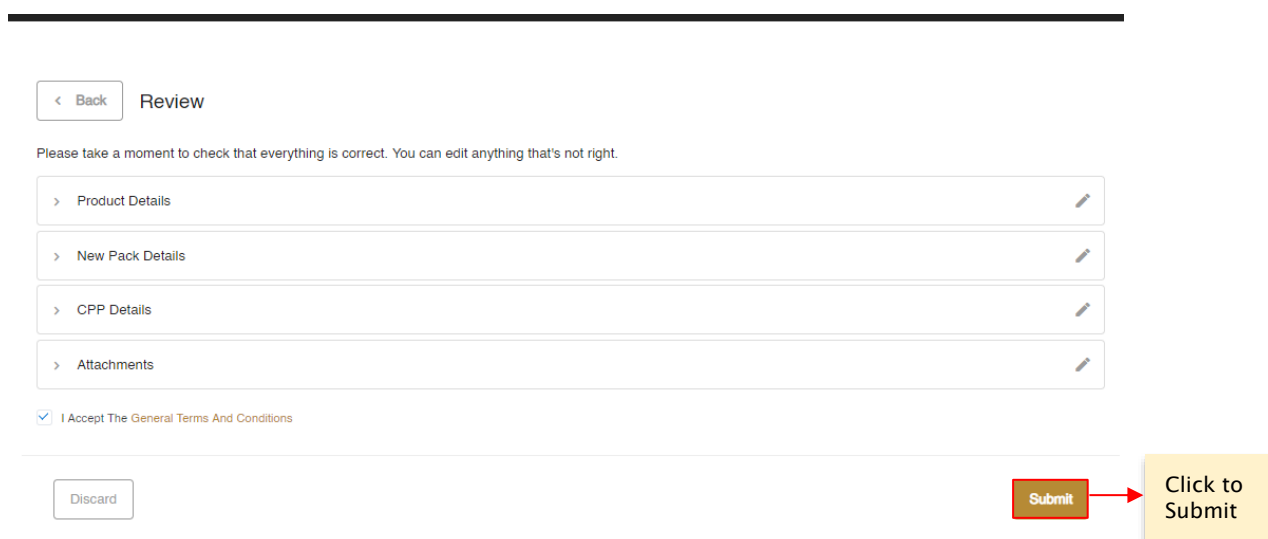 Back
Review
Please take a moment to check that everything is correct. You can edit anything that's not right.
Product Details
New Pack Details
CPP Details
Attachments
I Accept The General Terms And Conditions
Discard
Submit
Click to
Submit